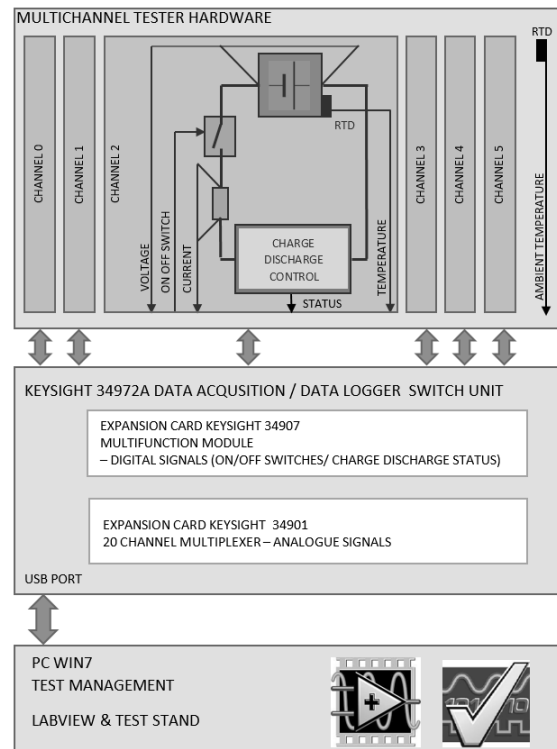 MULTICHANNEL TESTER HARDWARE
RTD
CHANNEL 0
CHANNEL 1
CHANNEL 2
VOLTAGE
ON OFF SWITCH
CURRENT
RTD
CHARGE
DISCHARGE
CONTROL
STATUS
TEMPERATURE
CHANNEL 3
CHANNEL 4
CHANNEL 5
AMBIENT TEMPERATURE
KEYSIGHT 34972A DATA ACQUSITION / DATA LOGGER SWITCH UNIT
EXPANSION CARD KEYSIGHT 34907
MULTIFUNCTION MODULE
– DIGITAL SIGNALS (ON/OFF SWITCHES/ CHARGE DISCHARGE STATUS)
EXPANSION CARD KEYSIGHT 34901
20 CHANNEL MULTIPLEXER – ANALOGUE SIGNALS
USB PORT
PC WIN7
TEST MANAGEMENT
LABVIEW & TEST STAND